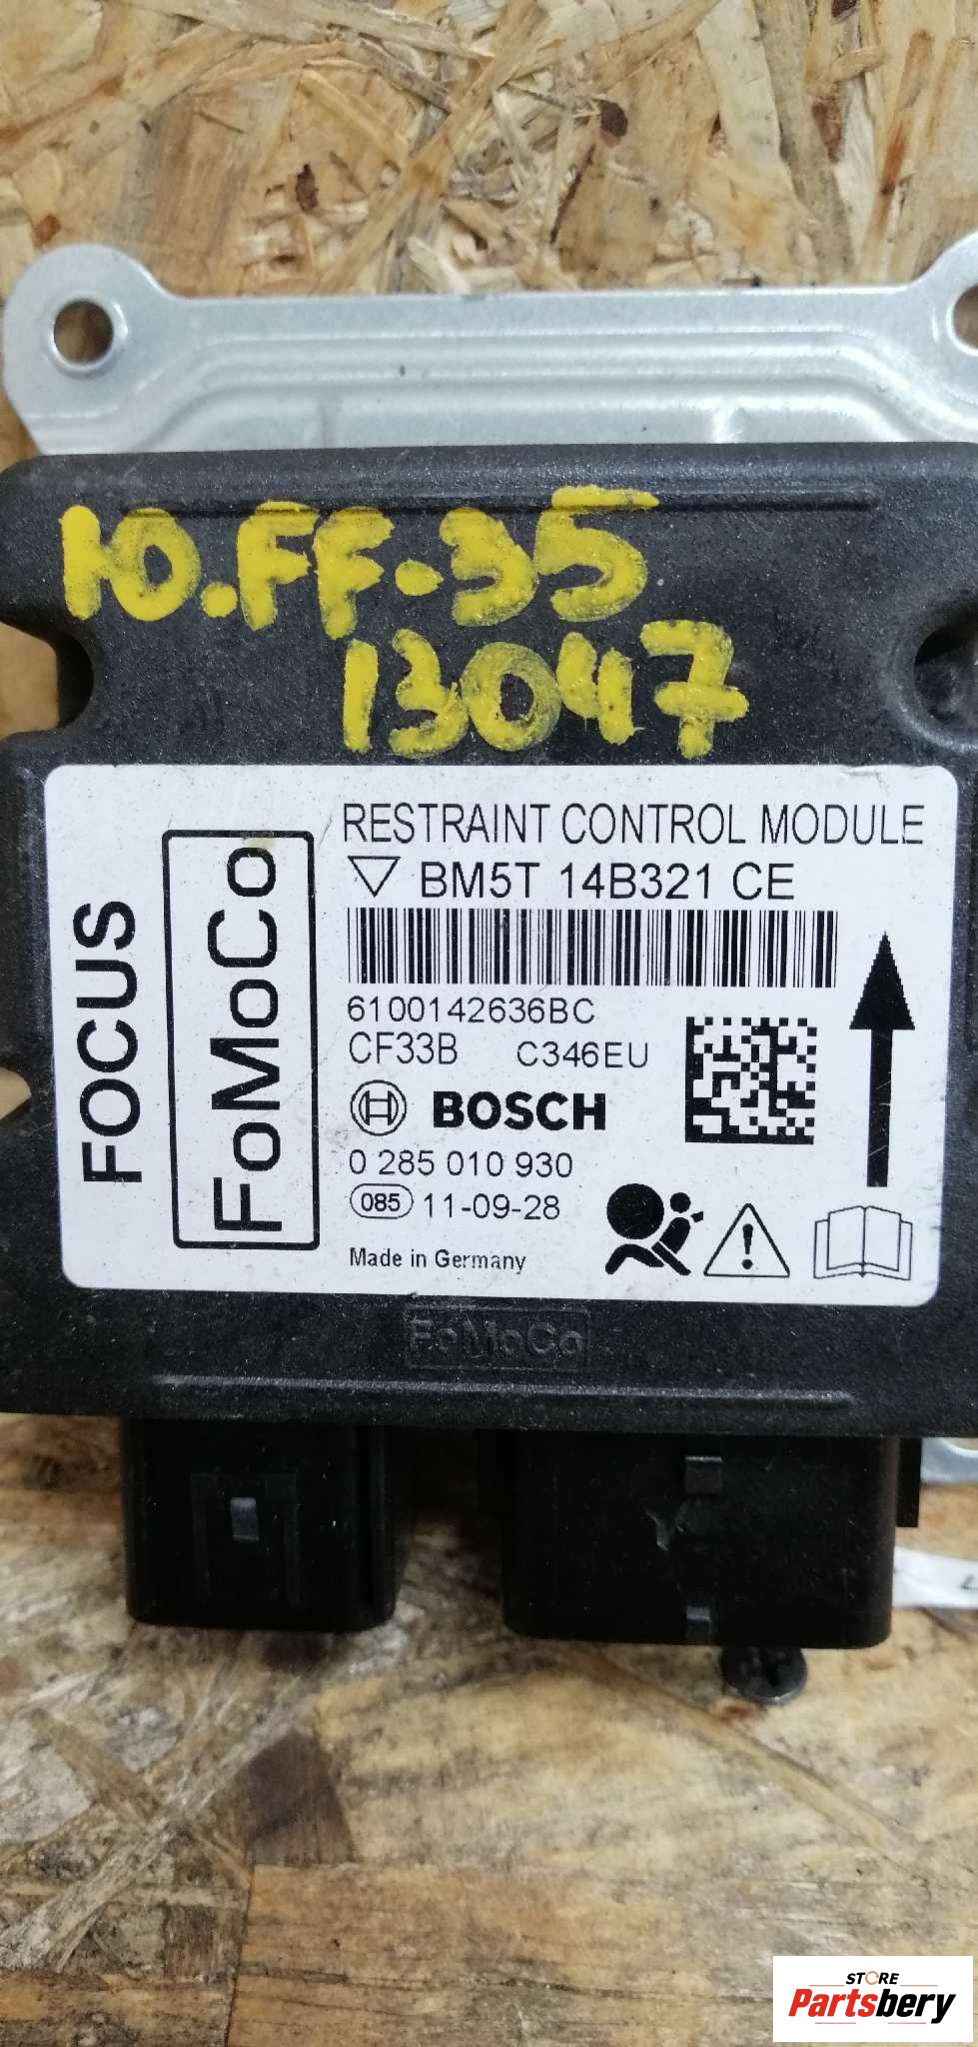 10.FF.35
13047
FOCUS
FoMoCo
RESTRAINT CONTROL MODULE
BM5T 14B321 CE
6100142636BC
CF33B C346EU
H BOSCH
0 285 010 930
085 11-09-28
Made in Germany
FoMoCo
STORE
Partsbery